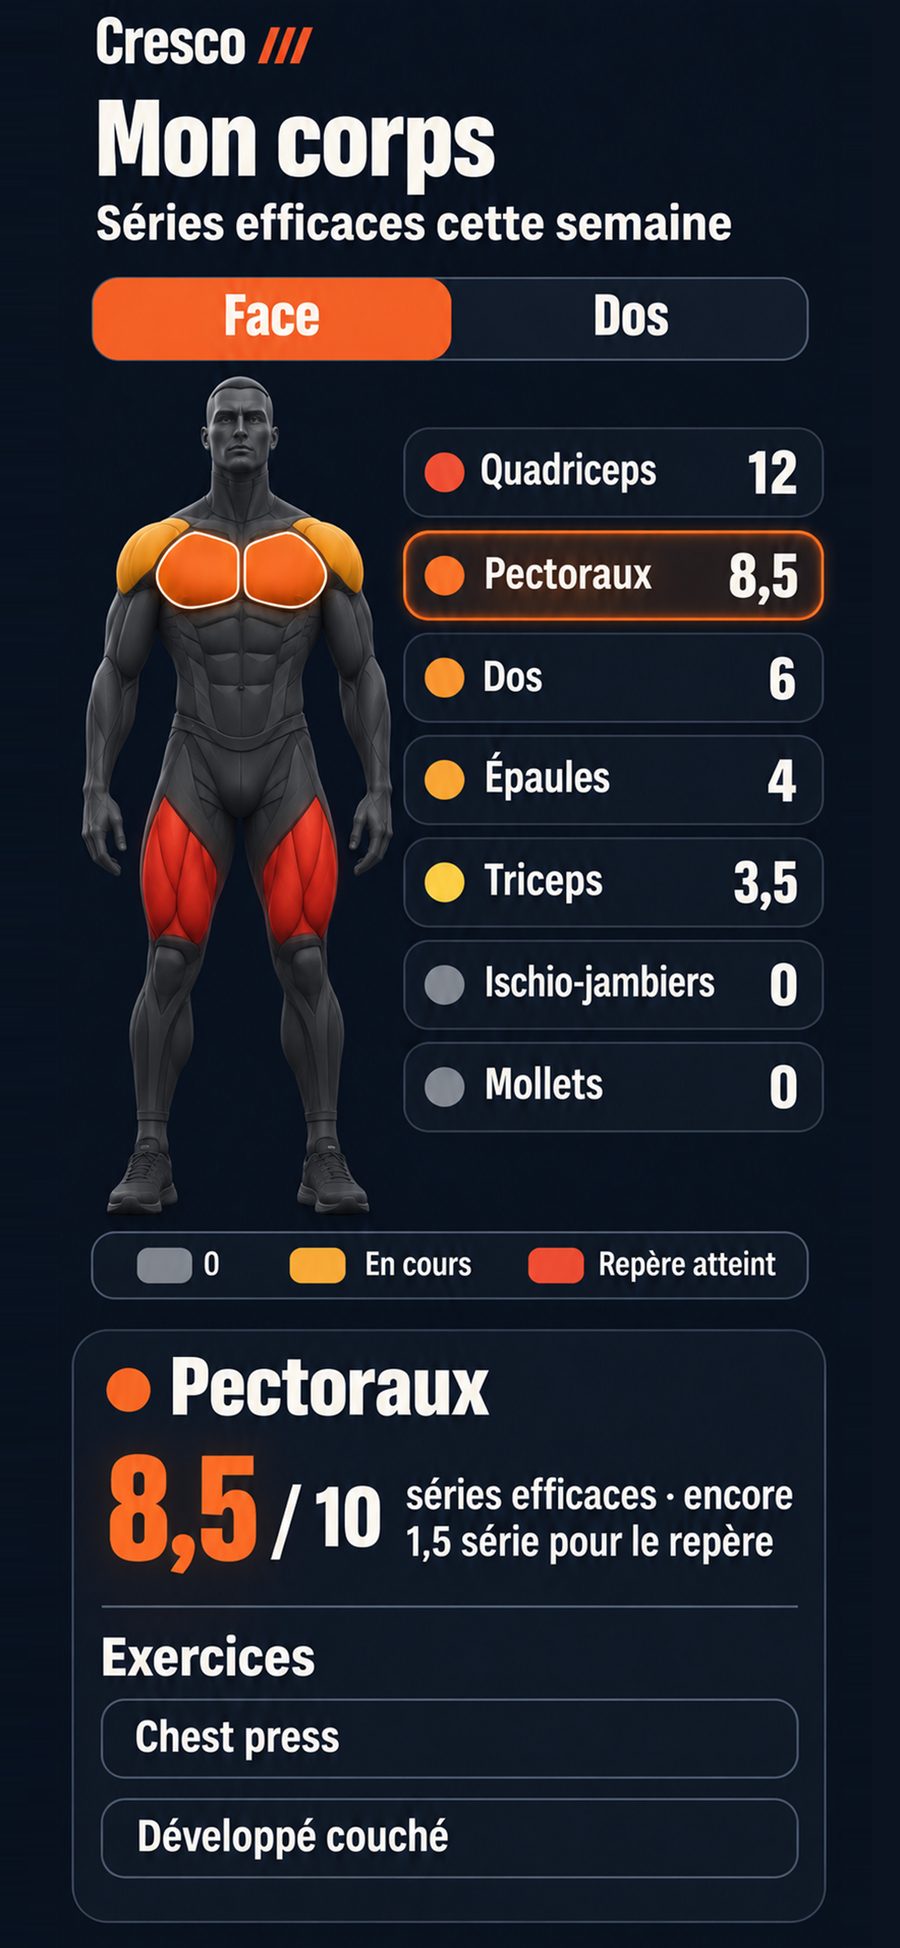 Cresco
Mon corps
Séries efficaces cette semaine
Face
Dos
Quadriceps 12
Pectoraux 8,5
Dos 6
Épaules 4
Triceps 3,5
Ischio-jambiers 0
Mollets 0
0 En cours Repère atteint
Pectoraux
8,5 / 10
séries efficaces · encore
1,5 série pour le repère
Exercices
Chest press
Développé couché